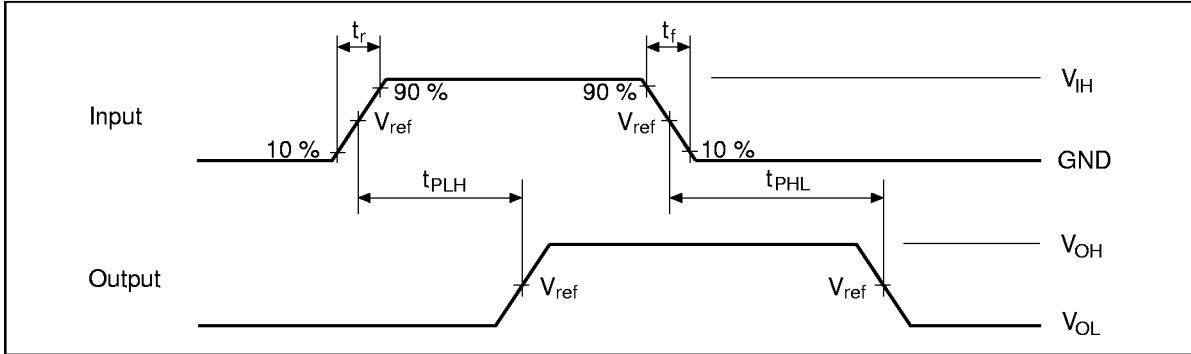 tr
tf
90 %
90 %
VIH
Input
Vref
Vref
10 %
10 %
GND
tPLH
tPHL
VOH
Output
Vref
Vref
VOL